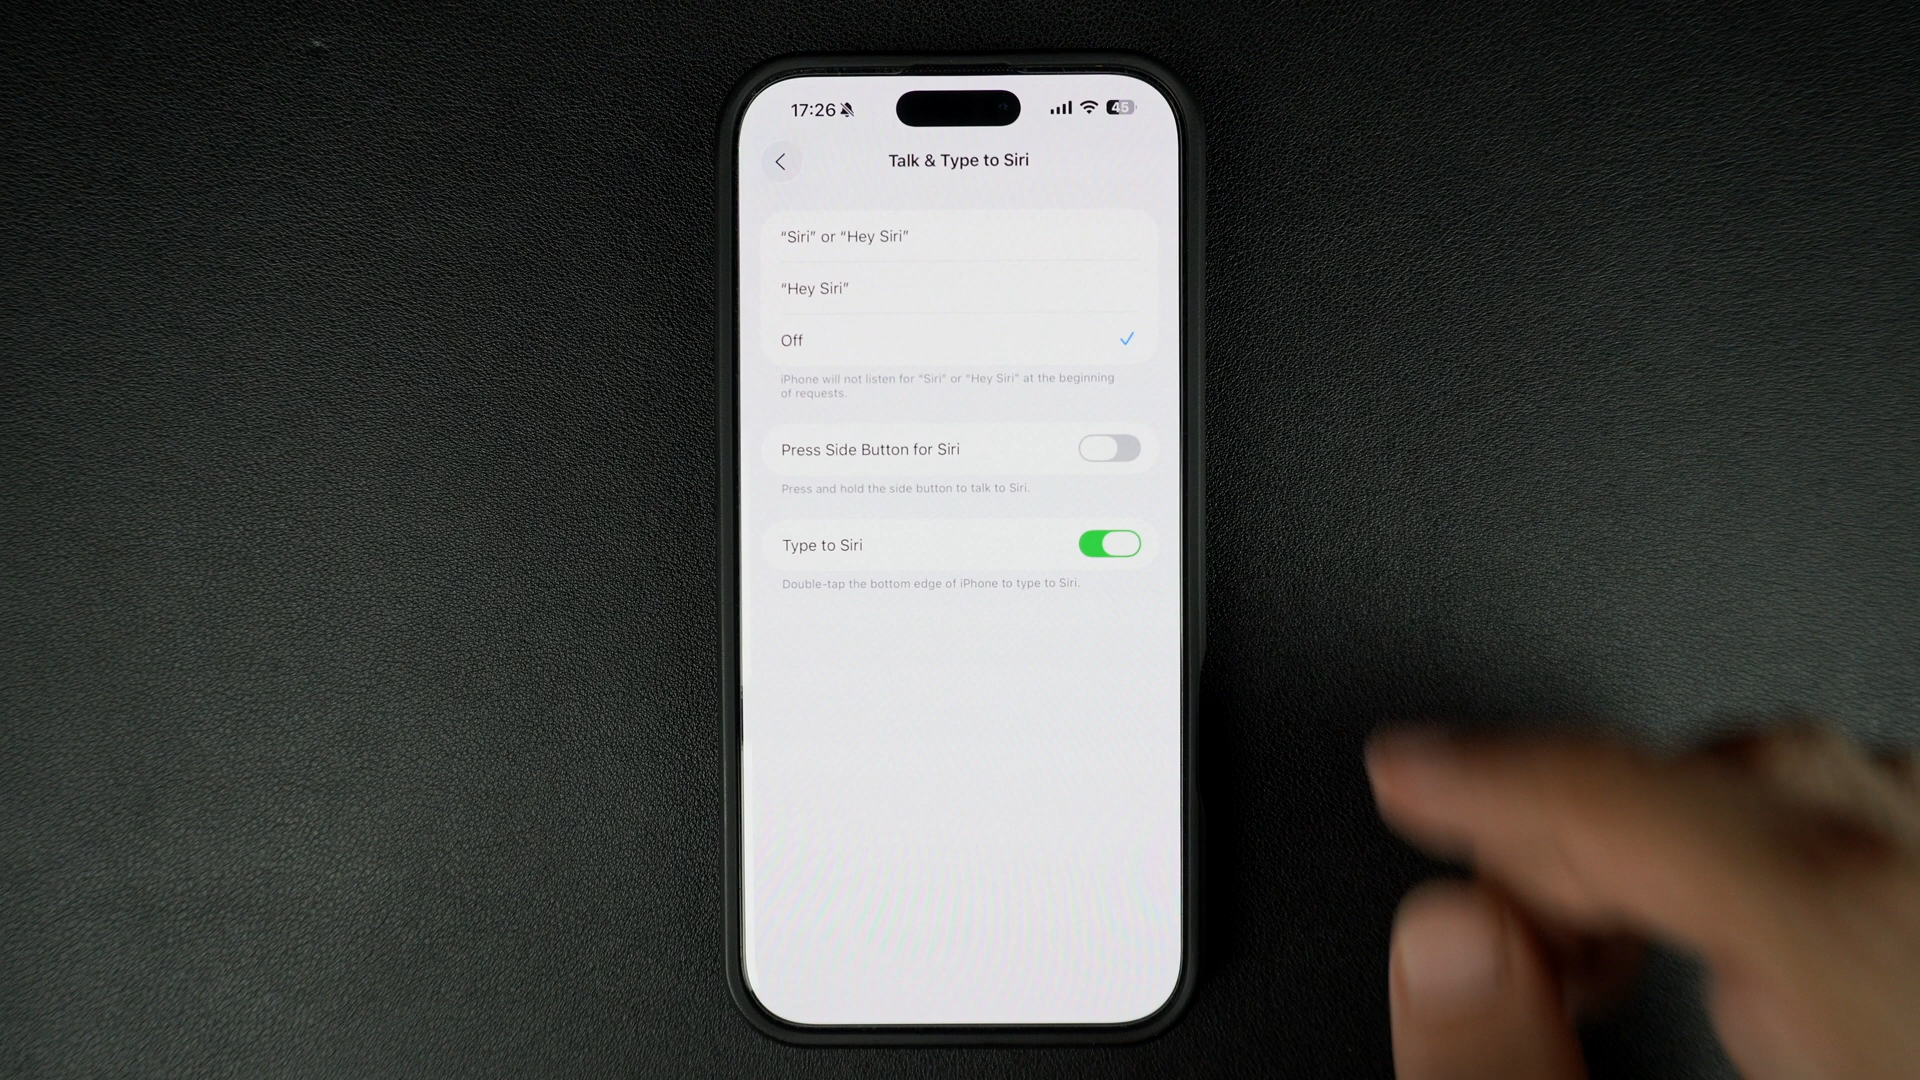 17:26
45
Talk & Type to Siri
“Siri” or “Hey Siri”
“Hey Siri”
Off
iPhone will not listen for “Siri” or “Hey Siri” at the beginning
of requests.
Press Side Button for Siri
Press and hold the side button to talk to Siri.
Type to Siri
Double-tap the bottom edge of iPhone to type to Siri.